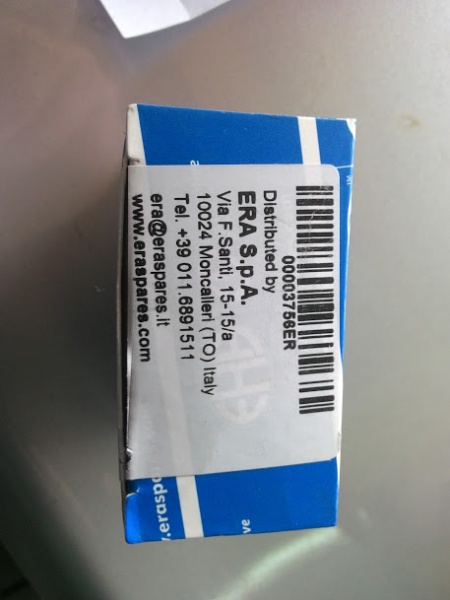 00003756ER
Distributed by
ERA S.p.A.
Via F.Santi, 15-15/a
10024 Moncalieri (TO) Italy
Tel. +39 011.6891511
era@eraspares.it
www.eraspares.com